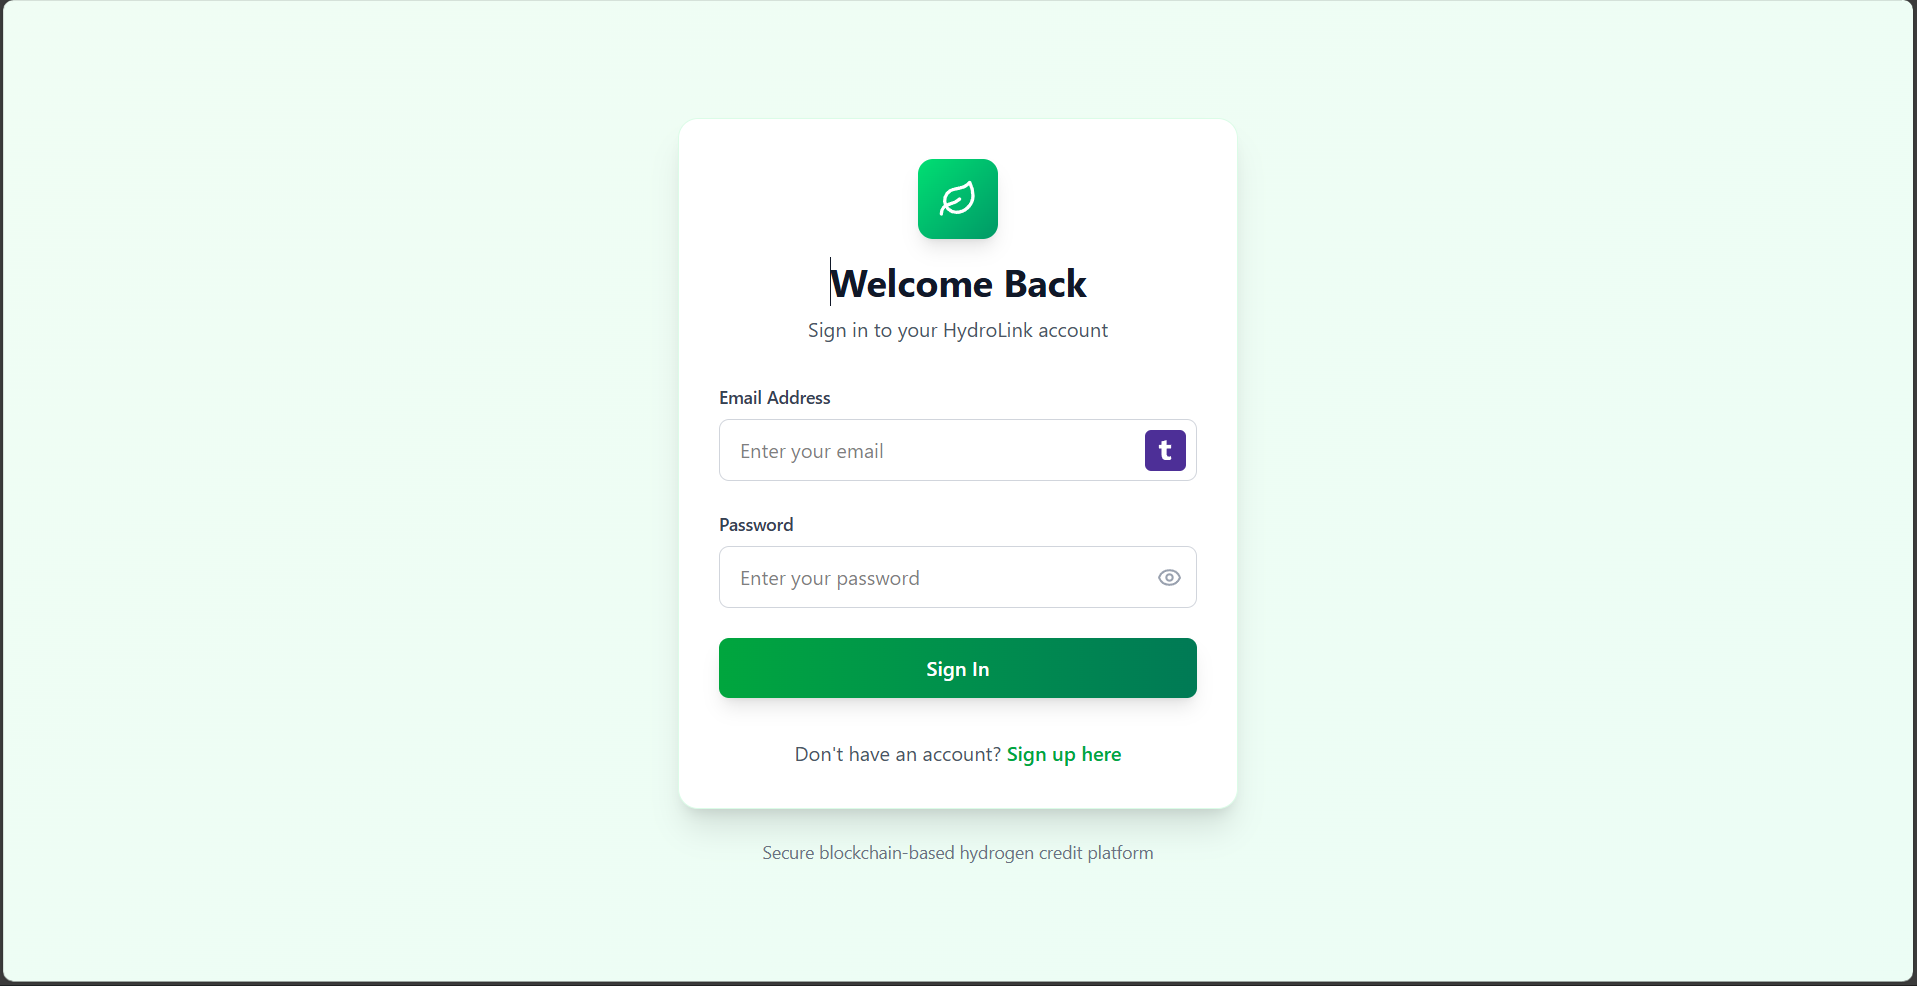 Welcome Back
Sign in to your HydroLink account
Email Address
Enter your email
t
Password
Enter your password
Sign In
Don't have an account? Sign up here
Secure blockchain-based hydrogen credit platform